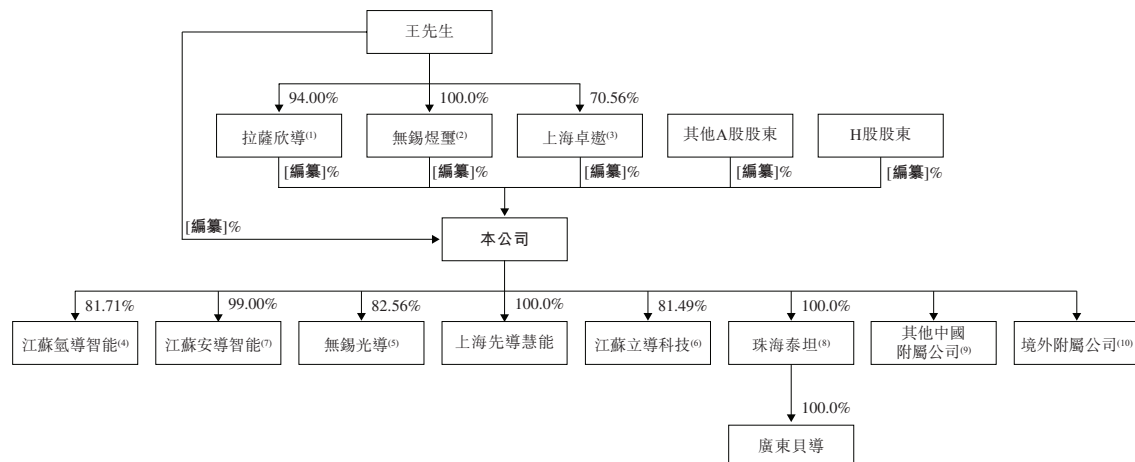 王先生
94.00%
100.0%
70.56%
拉薩欣導(1)
無錫煜璽(2)
上海卓遨(3)
其他A股股東
H股股東
[編纂]%
[編纂]%
[編纂]%
[編纂]%
[編纂]%
[編纂]%
本公司
81.71%
99.00%
82.56%
100.0%
81.49%
100.0%
江蘇氫導智能(4)
江蘇安導智能(7)
無錫光導(5)
上海先導慧能
江蘇立導科技(6)
珠海泰坦(8)
其他中國
附屬公司(9)
境外附屬公司(10)
100.0%
廣東貝導